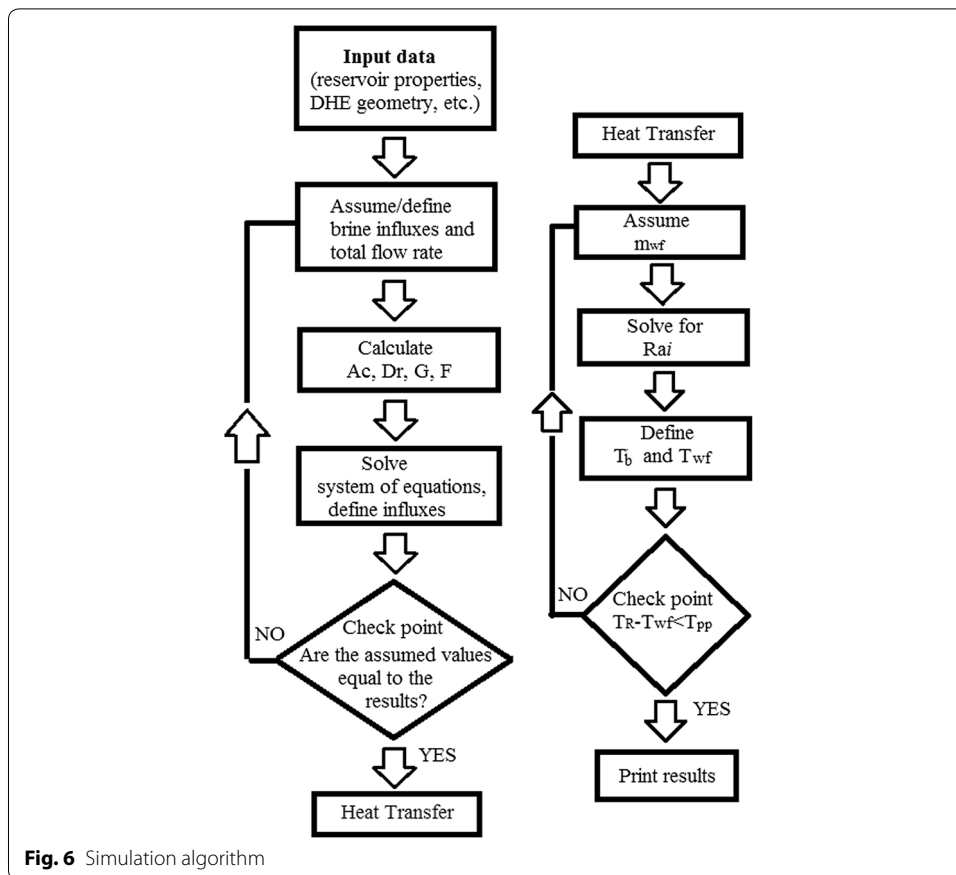 Input data
(reservoir properties,
DHE geometry, etc.)
Assume/define
brine influxes and
total flow rate
Calculate
Ac, Dr, G, F
Solve
system of equations,
define influxes
NO
Check point
Are the assumed values
equal to the
results?
YES
Heat Transfer
Heat Transfer
Assume
mwf
Solve for
Rai
Define
Tb and Twf
NO
Check point
TR-Twf<Tpp
YES
Print results
Fig. 6 Simulation algorithm